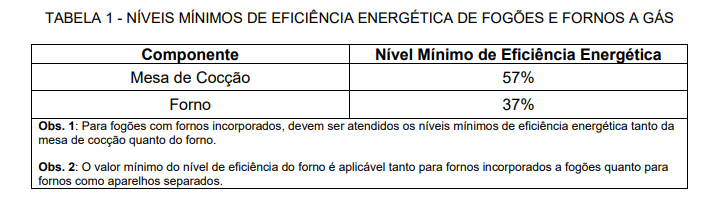 TABELA 1 - NÍVEIS MÍNIMOS DE EFICIÊNCIA ENERGÉTICA DE FOGÕES E FORNOS A GÁS
Componente Nível Mínimo de Eficiência Energética
Mesa de Cocção 57%
Forno 37%
Obs. 1: Para fogões com fornos incorporados, devem ser atendidos os níveis mínimos de eficiência energética tanto da
mesa de cocção quanto do forno.
Obs. 2: O valor mínimo do nível de eficiência do forno é aplicável tanto para fornos incorporados a fogões quanto para
fornos como aparelhos separados.